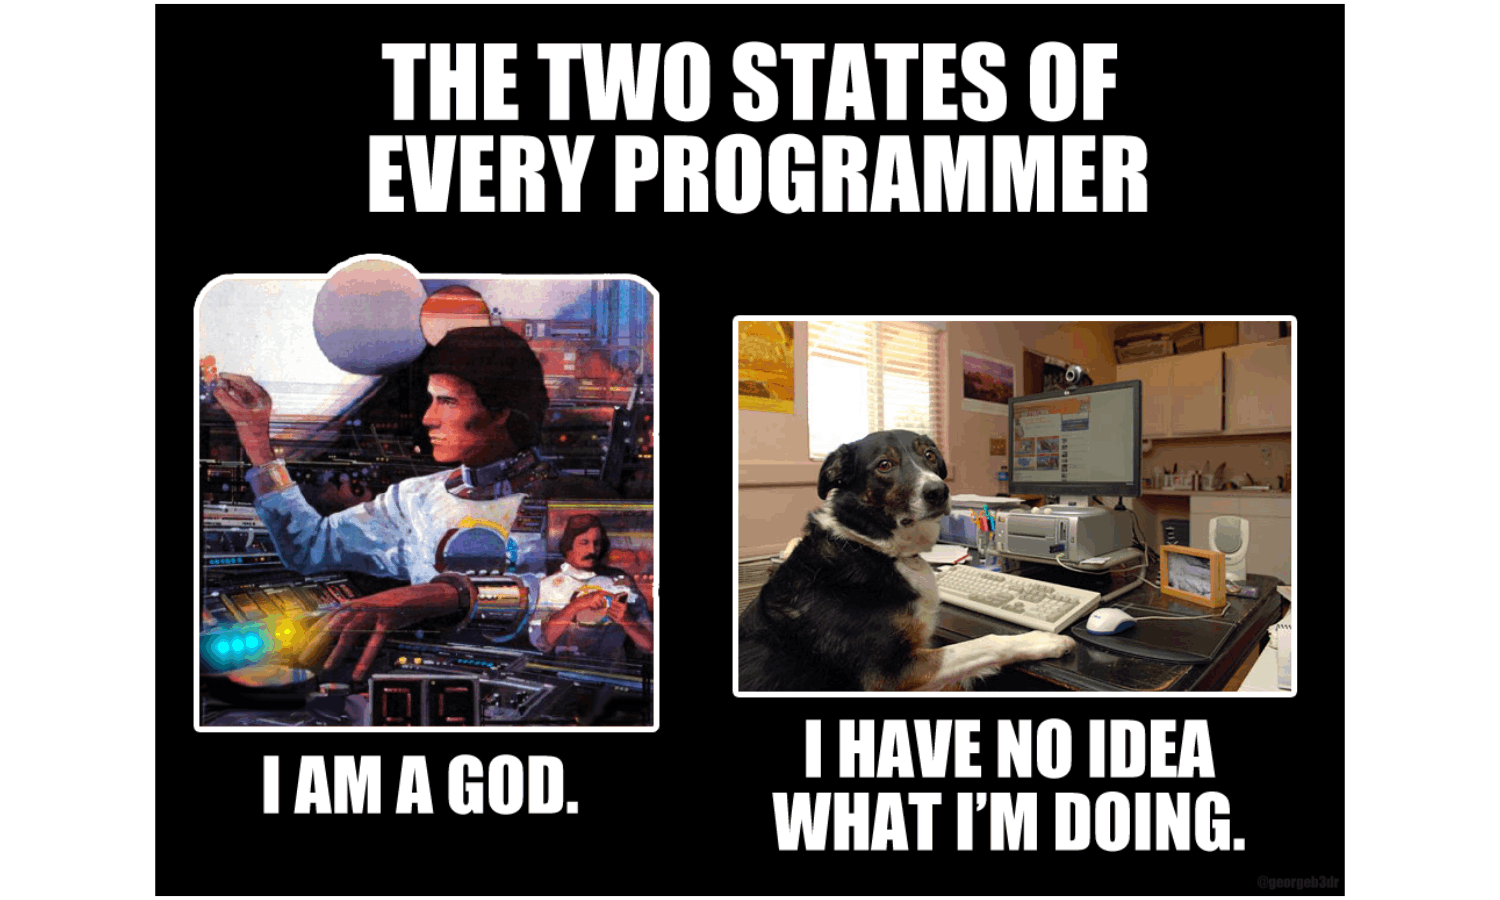 THE TWO STATES OF
EVERY PROGRAMMER
I AM A GOD.
I HAVE NO IDEA
WHAT I'M DOING.
@georgeb3dr